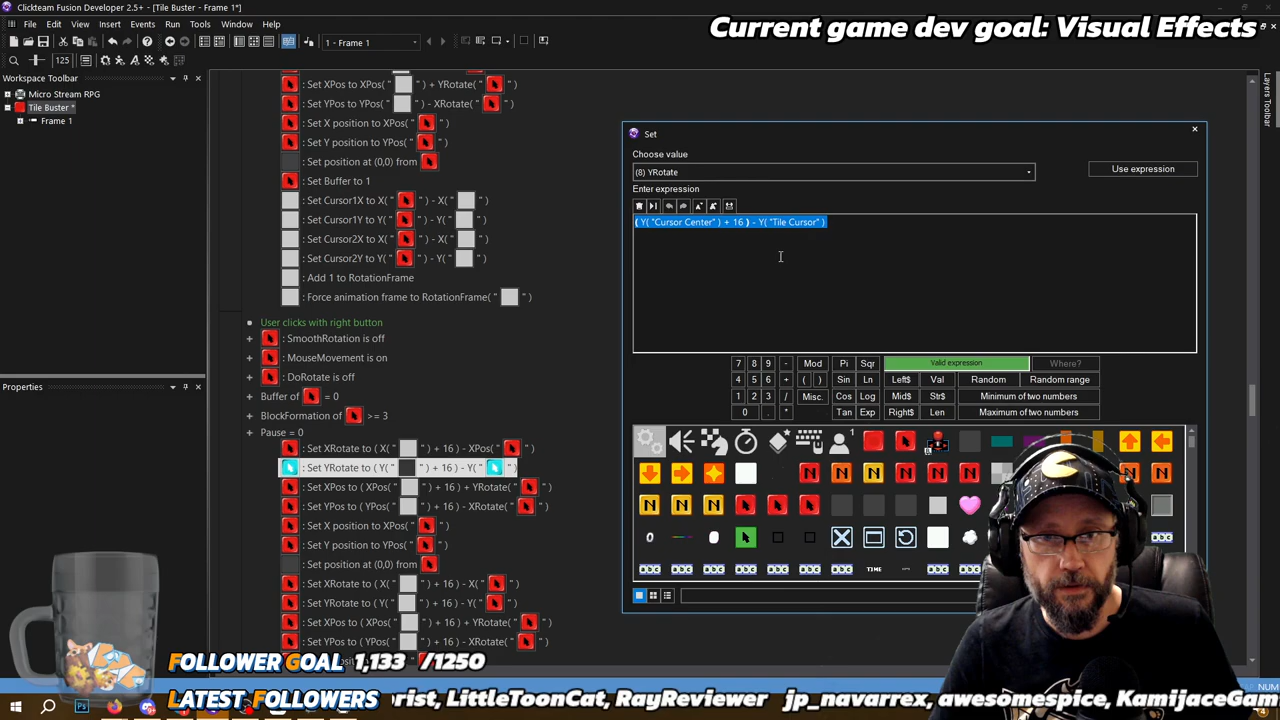 Clickteam Fusion Developer 2.5+ - [Tile Buster - Frame 1*]
Current game dev goal: Visual Effects
File Edit View Insert Events Run Tools Window Help
1 - Frame 1
125
Workspace Toolbar
Micro Stream RPG
Tile Buster *
Frame 1
Properties
Layers Toolbar
: Set XPos to XPos( " " ) + YRotate( " " )
: Set YPos to YPos( " " ) - XRotate( " " )
: Set X position to XPos( " " )
: Set Y position to YPos( " " )
: Set position at (0,0) from
: Set Buffer to 1
: Set Cursor1X to X( " " ) - X( " " )
: Set Cursor1Y to Y( " " ) - Y( " " )
: Set Cursor2X to X( " " ) - X( " " )
: Set Cursor2Y to Y( " " ) - Y( " " )
: Add 1 to RotationFrame
: Force animation frame to RotationFrame( " " )
User clicks with right button
: SmoothRotation is off
: MouseMovement is on
: DoRotate is off
Buffer of = 0
BlockFormation of >= 3
Pause = 0
: Set XRotate to ( X( " " ) + 16 ) - XPos( " " )
: Set YRotate to ( Y( " " ) + 16 ) - Y( " " )
: Set XPos to ( XPos( " " ) + 16 ) + YRotate( " " )
: Set YPos to ( YPos( " " ) + 16 ) - XRotate( " " )
: Set X position to XPos( " " )
: Set Y position to YPos( " " )
: Set position at (0,0) from
: Set XRotate to ( X( " " ) + 16 ) - X( " " )
: Set YRotate to ( Y( " " ) + 16 ) - Y( " " )
: Set XPos to ( XPos( " " ) + 16 ) + YRotate( " " )
: Set YPos to ( YPos( " " ) + 16 ) - XRotate( " " )
Set
Choose value
(8) YRotate
Use expression
Enter expression
( Y( "Cursor Center" ) + 16 ) - Y( "Tile Cursor" )
7 8 9 - Mod Pi Sqr Valid expression Where?
4 5 6 + ( ) Sin Ln Left$ Val Random Random range
1 2 3 / Misc. Cos Log Mid$ Str$ Minimum of two numbers
0 . * Tan Exp Right$ Len Maximum of two numbers
TIME
FOLLOWER GOAL 1,133 /1250
LATEST FOLLOWERS rist, LittleToonCat, RagReviewer jp_navarrex, awesomespice, KamijaceGam
NUM